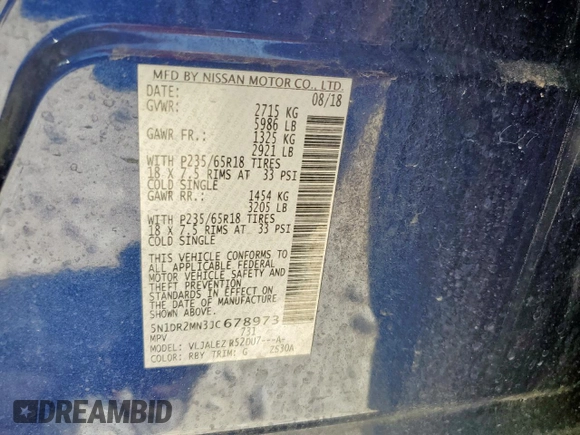 MFD BY NISSAN MOTOR CO., LTD.
DATE: 08/18
GVWR: 2715 KG
5986 LB
GAWR FR.: 1325 KG
2921 LB
WITH P235/65R18 TIRES
18 X 7.5 RIMS AT 33 PSI
COLD SINGLE
GAWR RR.: 1454 KG
3205 LB
WITH P235/65R18 TIRES
18 X 7.5 RIMS AT 33 PSI
COLD SINGLE
THIS VEHICLE CONFORMS TO
ALL APPLICABLE FEDERAL
MOTOR VEHICLE SAFETY AND
THEFT PREVENTION
STANDARDS IN EFFECT ON
THE DATE OF MANUFACTURE
SHOWN ABOVE.
5N1DR2MN3JC678973
MPV 731
MODEL: VLJALEZ R52UU7---A-
COLOR: RBY TRIM: G 2530A
DREAMBID